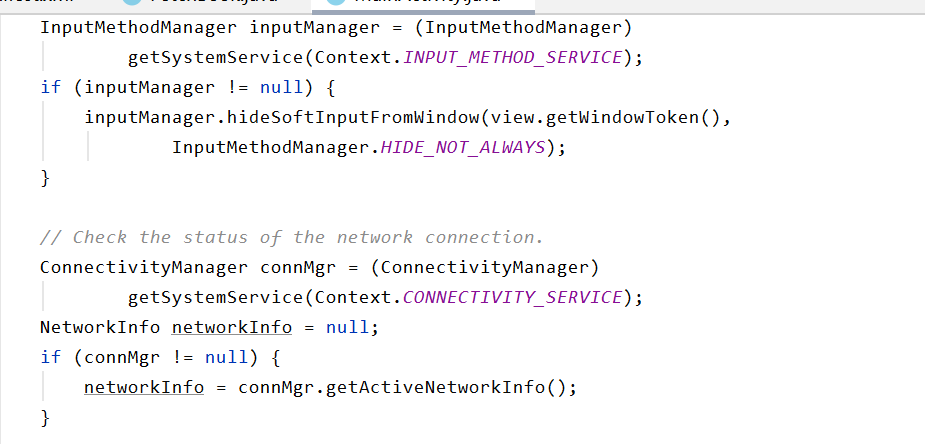 InputMethodManager inputManager = (InputMethodManager)
        getSystemService(Context.INPUT_METHOD_SERVICE);
if (inputManager != null) {
    inputManager.hideSoftInputFromWindow(view.getWindowToken(),
            InputMethodManager.HIDE_NOT_ALWAYS);
}
// Check the status of the network connection.
ConnectivityManager connMgr = (ConnectivityManager)
        getSystemService(Context.CONNECTIVITY_SERVICE);
NetworkInfo networkInfo = null;
if (connMgr != null) {
    networkInfo = connMgr.getActiveNetworkInfo();
}